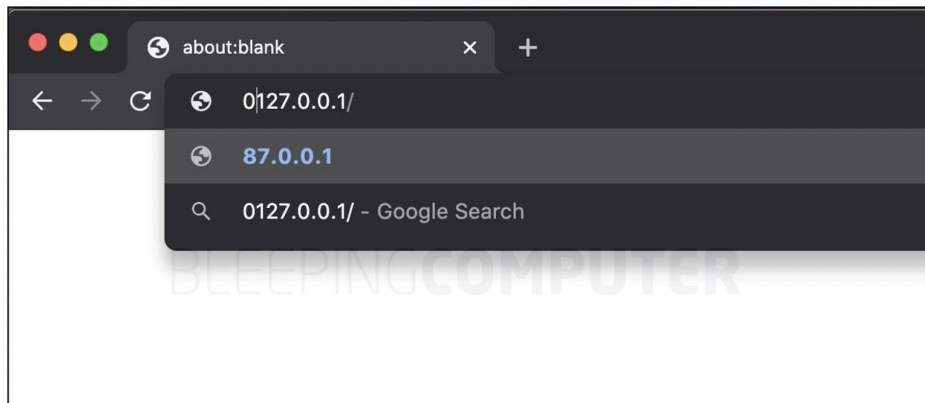 about:blank
0127.0.0.1/
87.0.0.1
0127.0.0.1/ - Google Search
BLEEPINGCOMPUTER